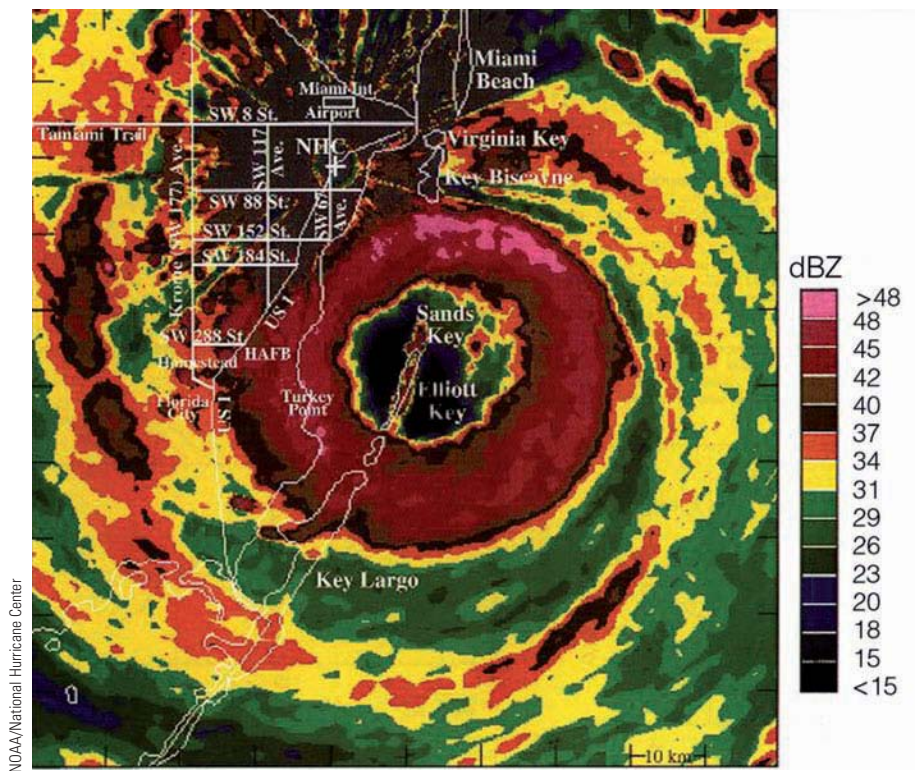 Miami
Beach
Miami Int.
Airport
SW 8 St.
Tamiami Trail
Virginia Key
NHC
SW 117
Ave.
Key Biscayne
Krome (SW 177) Ave.
SW 88 St.
SW 67
Ave.
SW 152 St.
SW 184 St.
US 1
Sands
Key
SW 288 St.
HAFB
Homestead
Elliott
Key
Turkey
Point
Florida
City
US 1
Key Largo
10 km
dBZ
>48
48
45
42
40
37
34
31
29
26
23
20
18
15
<15
NOAA/National Hurricane Center